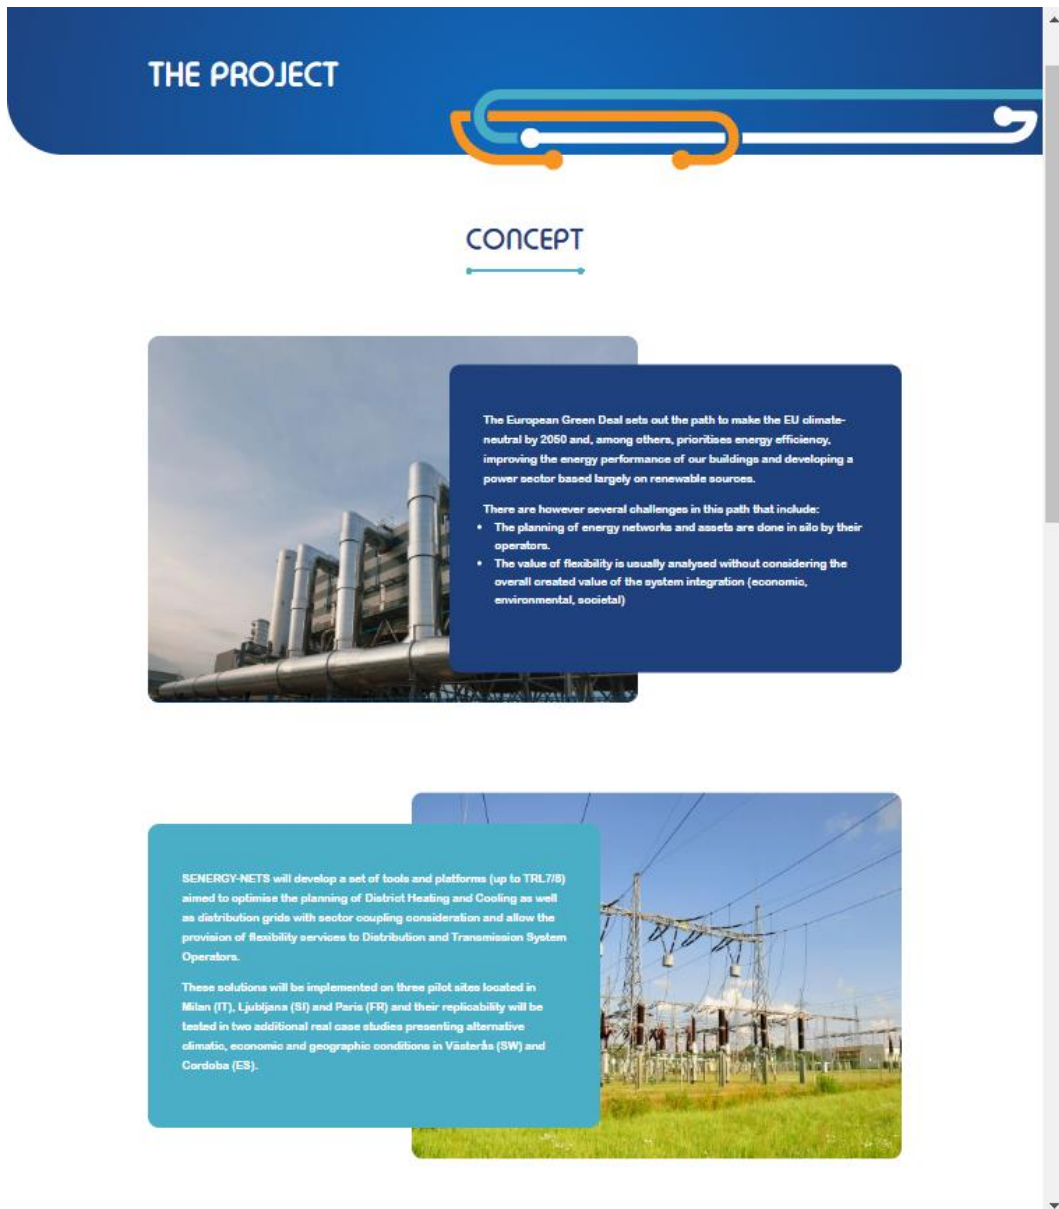 THE PROJECT
CONCEPT
The European Green Deal sets out the path to make the EU climate-
neutral by 2050 and, among others, prioritises energy efficiency,
improving the energy performance of our buildings and developing a
power sector based largely on renewable sources.
There are however several challenges in this path that include:
• The planning of energy networks and assets are done in silo by their
operators.
• The value of flexibility is usually analysed without considering the
overall created value of the system integration (economic,
environmental, societal)
SENERGY-NETS will develop a set of tools and platforms (up to TRL7/8)
aimed to optimise the planning of District Heating and Cooling as well
as distribution grids with sector coupling consideration and allow the
provision of flexibility services to Distribution and Transmission System
Operators.
These solutions will be implemented on three pilot sites located in
Milan (IT), Ljubljana (SI) and Paris (FR) and their replicability will be
tested in two additional real case studies presenting alternative
climatic, economic and geographic conditions in Västerås (SW) and
Cordoba (ES).